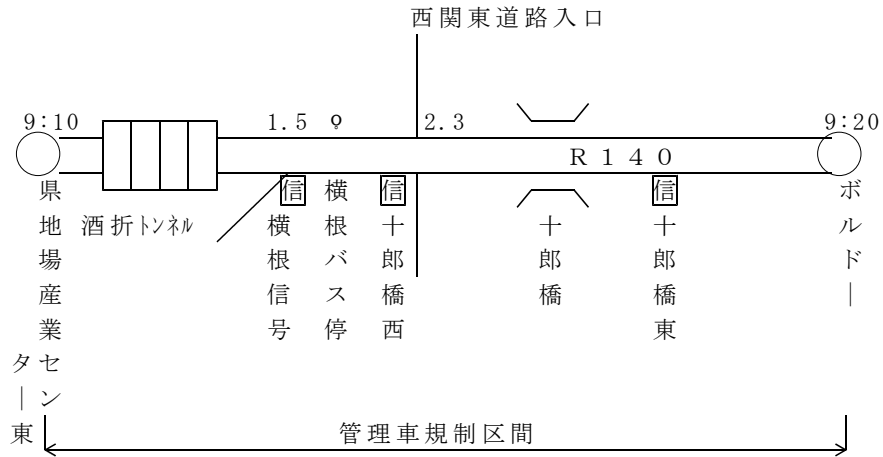 西関東道路入口
9:10
1.5
2.3
9:20
R140
信
信
信
県地場産業センター東
酒折トンネル
横根信号
横根バス停
十郎橋西
十郎橋
十郎橋東
ボルドー
管理車規制区間